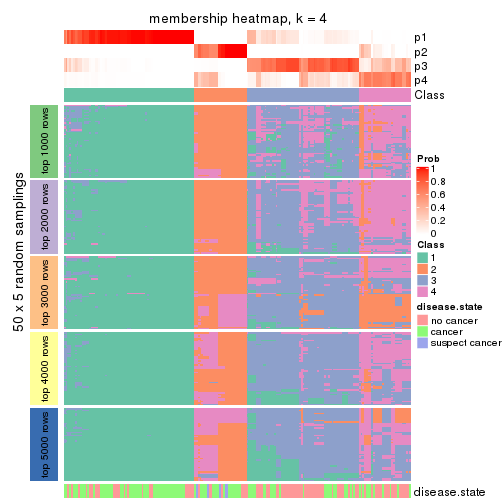 membership heatmap, k = 4
p1
p2
p3
p4
Class
50 x 5 random samplings
top 1000 rows
top 2000 rows
top 3000 rows
top 4000 rows
top 5000 rows
disease.state
Prob
1
0.8
0.6
0.4
0.2
0
Class
1
2
3
4
disease.state
no cancer
cancer
suspect cancer